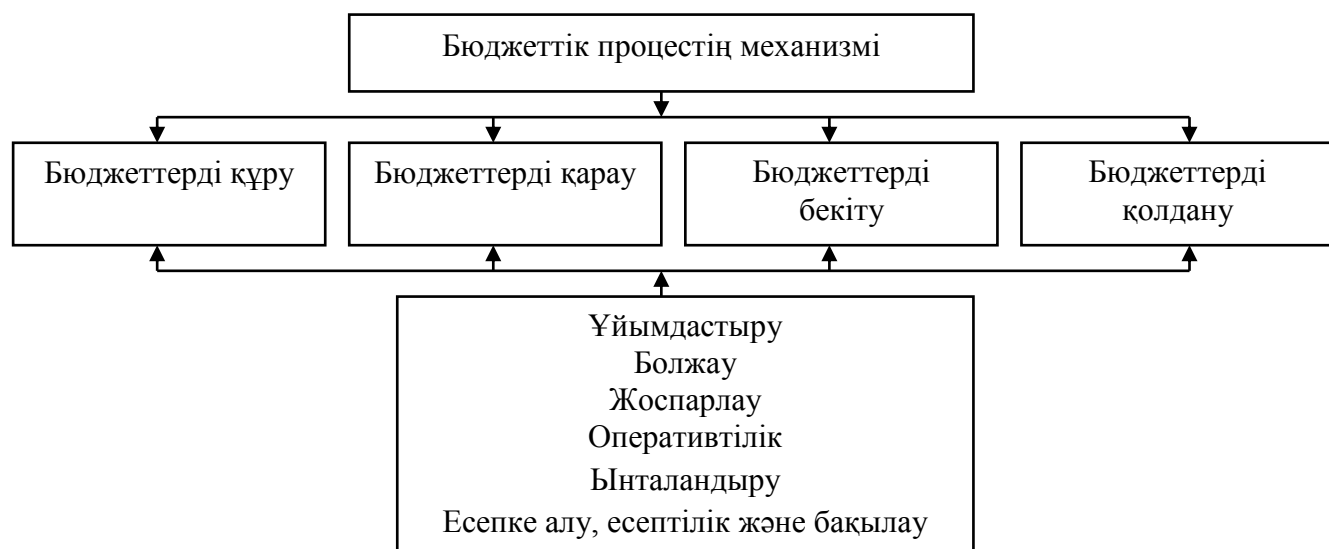 Бюджеттік процестің механизмі
Бюджеттерді құру
Бюджеттерді қарау
Бюджеттерді
бекіту
Бюджеттерді
қолдану
Ұйымдастыру
Болжау
Жоспарлау
Оперативтілік
Ынталандыру
Есепке алу, есептілік және бақылау